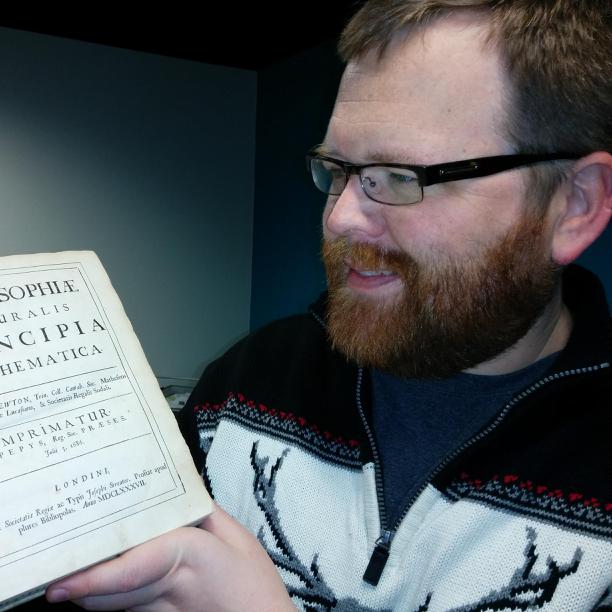 SOPHIÆ
URALIS
NCIPIA
HEMATICA
EWTON, Trin. Coll. Cantab. Soc. Matheseos
Lucasiano, & Societatis Regalis Sodali.
MPRIMATUR.
PEPYS, Reg. Soc. PRÆSES.
Julii 5. 1686.
LONDINI,
Societatis Regiæ ac Typis Josephi Streater. Prostat apud
plures Bibliopolas. Anno MDCLXXXVII.